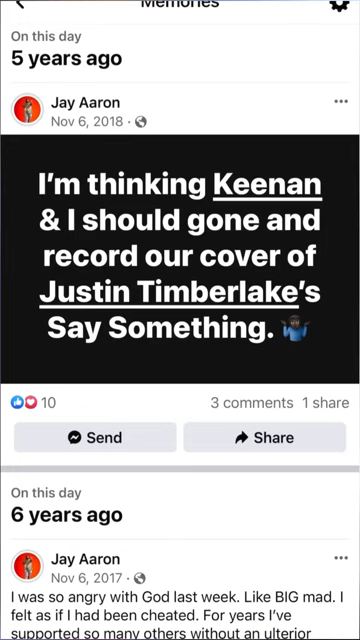 Memories
On this day
5 years ago
Jay Aaron
Nov 6, 2018 ·
I'm thinking Keenan
& I should gone and
record our cover of
Justin Timberlake's
Say Something. 🤷🏿‍♂️
10
3 comments 1 share
Send
Share
On this day
6 years ago
Jay Aaron
Nov 6, 2017 ·
I was so angry with God last week. Like BIG mad. I
felt as if I had been cheated. For years I've
supported so many others without an ulterior